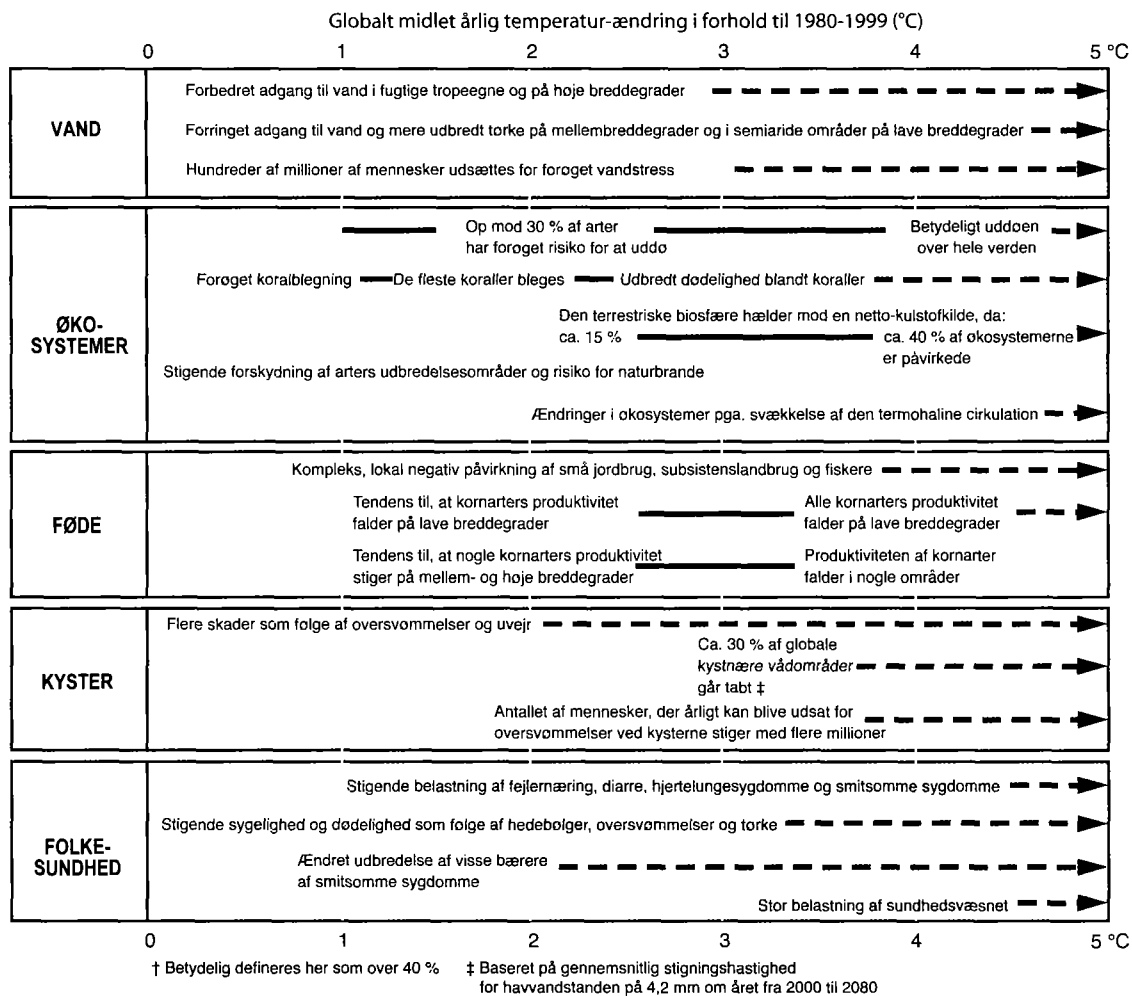 Globalt midlet årlig temperatur-ændring i forhold til 1980-1999 (°C)
0 1 2 3 4 5 °C
VAND
Forbedret adgang til vand i fugtige tropeegne og på høje breddegrader
Forringet adgang til vand og mere udbredt tørke på mellembreddegrader og i semiaride områder på lave breddegrader
Hundreder af millioner af mennesker udsættes for forøget vandstress
ØKO-
SYSTEMER
Op mod 30 % af arter
har forøget risiko for at uddø
Betydeligt uddøen
over hele verden
Forøget koralblegning
De fleste koraller bleges
Udbredt dødelighed blandt koraller
Den terrestriske biosfære hælder mod en netto-kulstofkilde, da:
ca. 15 %
ca. 40 % af økosystemerne
er påvirkede
Stigende forskydning af arters udbredelsesområder og risiko for naturbrande
Ændringer i økosystemer pga. svækkelse af den termohaline cirkulation
FØDE
Kompleks, lokal negativ påvirkning af små jordbrug, subsistenslandbrug og fiskere
Tendens til, at kornarters produktivitet
falder på lave breddegrader
Alle kornarters produktivitet
falder på lave breddegrader
Tendens til, at nogle kornarters produktivitet
stiger på mellem- og høje breddegrader
Produktiviteten af kornarter
falder i nogle områder
KYSTER
Flere skader som følge af oversvømmelser og uvejr
Ca. 30 % af globale
kystnære vådområder
går tabt ‡
Antallet af mennesker, der årligt kan blive udsat for
oversvømmelser ved kysterne stiger med flere millioner
FOLKE-
SUNDHED
Stigende belastning af fejlernæring, diarre, hjertelungesygdomme og smitsomme sygdomme
Stigende sygelighed og dødelighed som følge af hedebølger, oversvømmelser og tørke
Ændret udbredelse af visse bærere
af smitsomme sygdomme
Stor belastning af sundhedsvæsnet
0 1 2 3 4 5 °C
† Betydelig defineres her som over 40 %
‡ Baseret på gennemsnitlig stigningshastighed
for havvandstanden på 4,2 mm om året fra 2000 til 2080